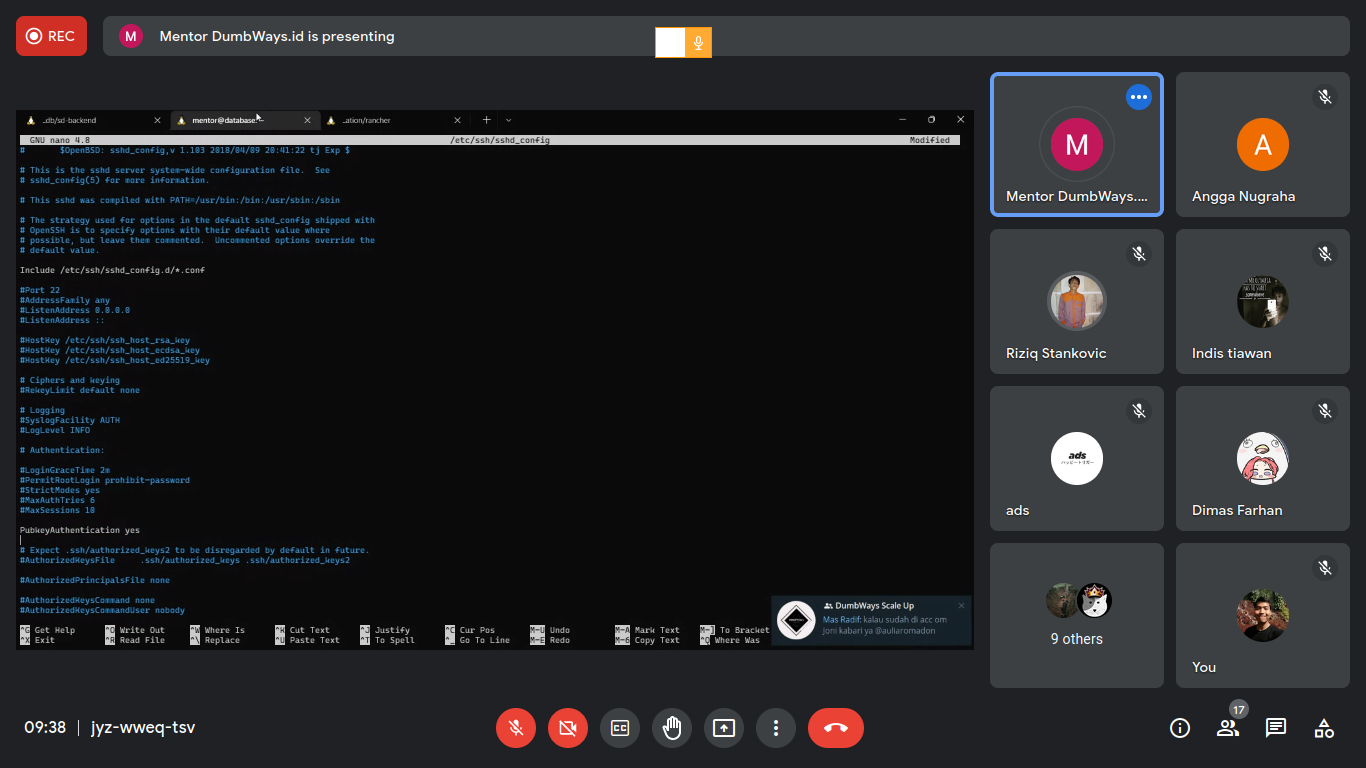 REC
M
Mentor DumbWays.id is presenting
_db/sd-backend
mentor@database: ~
..ation/rancher
GNU nano 4.8 /etc/ssh/sshd_config Modified
# $OpenBSD: sshd_config,v 1.103 2018/04/09 20:41:22 tj Exp $
# This is the sshd server system-wide configuration file. See
# sshd_config(5) for more information.
# This sshd was compiled with PATH=/usr/bin:/bin:/usr/sbin:/sbin
# The strategy used for options in the default sshd_config shipped with
# OpenSSH is to specify options with their default value where
# possible, but leave them commented. Uncommented options override the
# default value.
Include /etc/ssh/sshd_config.d/*.conf
#Port 22
#AddressFamily any
#ListenAddress 0.0.0.0
#ListenAddress ::
#HostKey /etc/ssh/ssh_host_rsa_key
#HostKey /etc/ssh/ssh_host_ecdsa_key
#HostKey /etc/ssh/ssh_host_ed25519_key
# Ciphers and keying
#RekeyLimit default none
# Logging
#SyslogFacility AUTH
#LogLevel INFO
# Authentication:
#LoginGraceTime 2m
#PermitRootLogin prohibit-password
#StrictModes yes
#MaxAuthTries 6
#MaxSessions 10
PubkeyAuthentication yes
# Expect .ssh/authorized_keys2 to be disregarded by default in future.
#AuthorizedKeysFile .ssh/authorized_keys .ssh/authorized_keys2
#AuthorizedPrincipalsFile none
#AuthorizedKeysCommand none
#AuthorizedKeysCommandUser nobody
^G Get Help ^O Write Out ^W Where Is ^K Cut Text ^J Justify ^C Cur Pos M-U Undo M-A Mark Text M-] To Bracket
^X Exit ^R Read File ^\ Replace ^U Paste Text ^T To Spell ^_ Go To Line M-E Redo M-6 Copy Text ^Q Where Was
DumbWays Scale Up
Mas Radif: kalau sudah di acc om
joni kabari ya @auliaromadon
M
Mentor DumbWays....
A
Angga Nugraha
Riziq Stankovic
Indis tiawan
ads
ads
Dimas Farhan
9 others
You
09:38 | jyz-wweq-tsv
CC
17